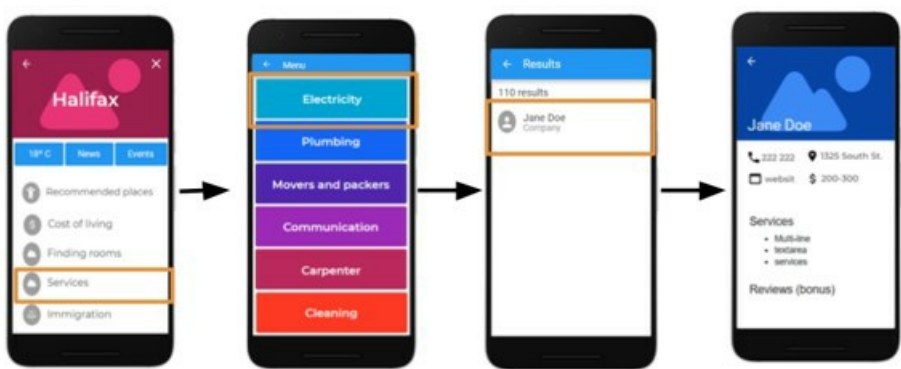 Halifax
18° C News Events
Recommended places
Cost of living
Finding rooms
Services
Immigration
Menu
Electricity
Plumbing
Movers and packers
Communication
Carpenter
Cleaning
Results
110 results
Jane Doe
Company
Jane Doe
222 222 1325 South St.
websit $ 200-300
Services
• Multi-line
• textarea
• services
Reviews (bonus)